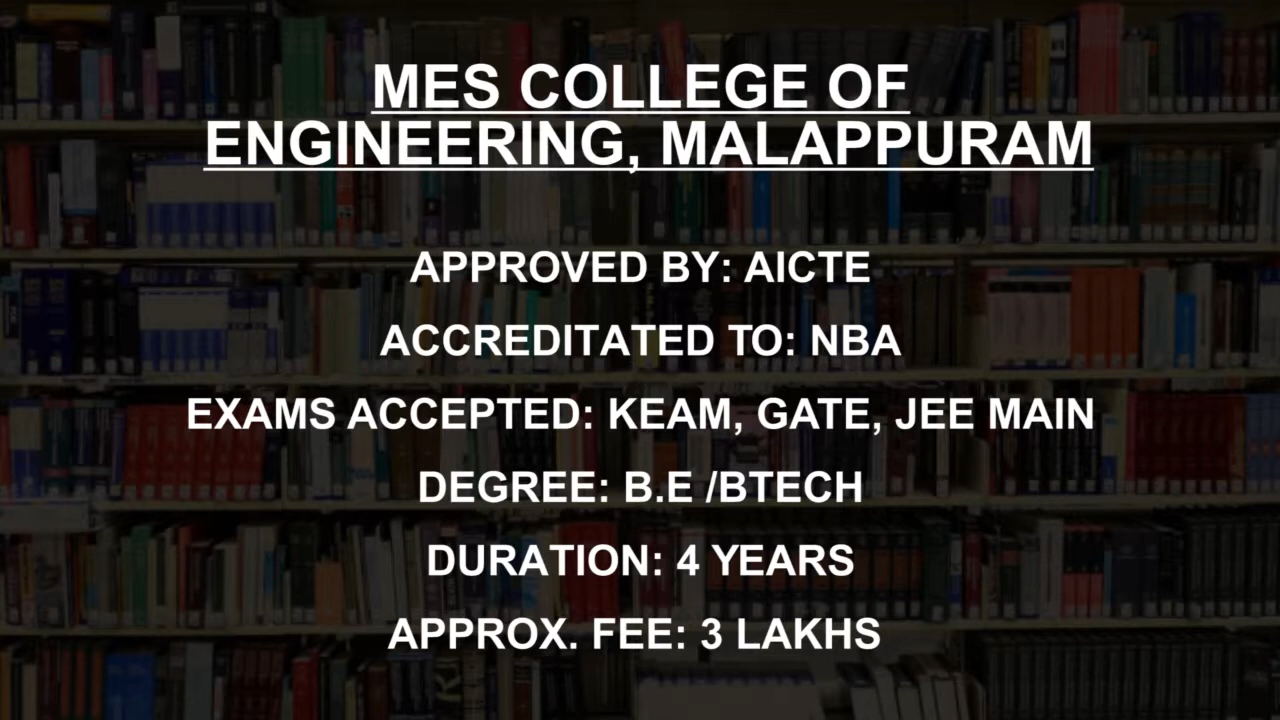 MES COLLEGE OF
ENGINEERING, MALAPPURAM
APPROVED BY: AICTE
ACCREDITATED TO: NBA
EXAMS ACCEPTED: KEAM, GATE, JEE MAIN
DEGREE: B.E /BTECH
DURATION: 4 YEARS
APPROX. FEE: 3 LAKHS